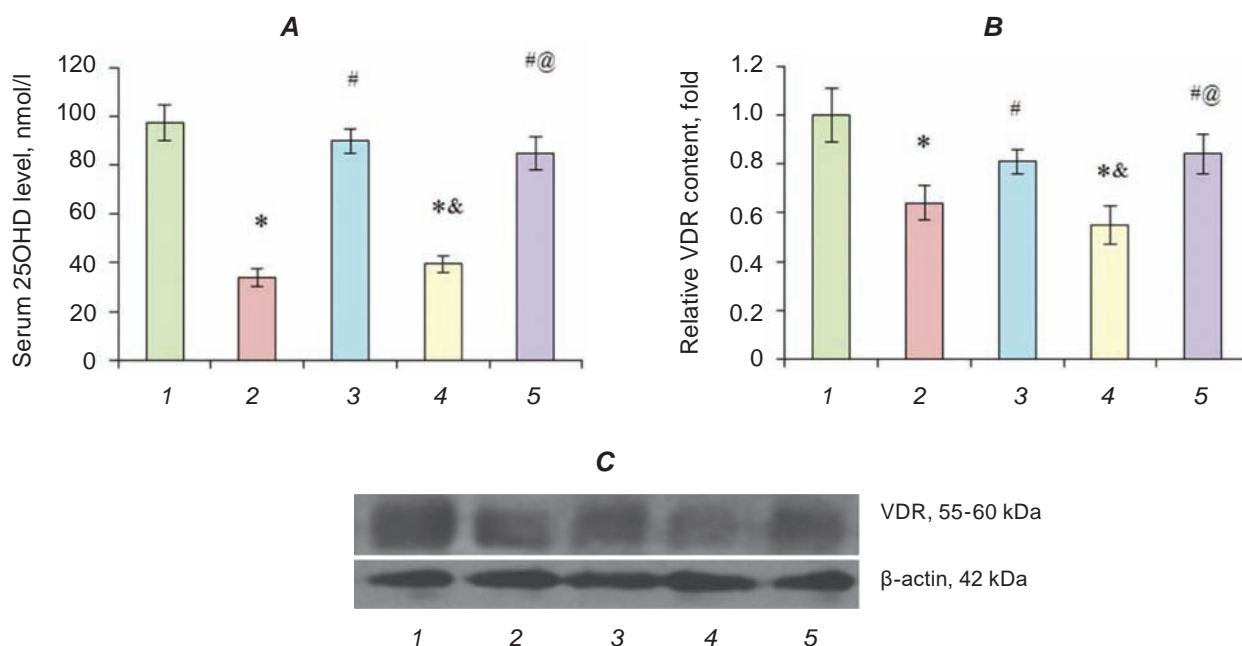 A
Serum 25OHD level, nmol/l
120
100
80
60
40
20
0
*
#
*&
#@
1 2 3 4 5
B
Relative VDR content, fold
1.2
1.0
0.8
0.6
0.4
0.2
0
*
#
*&
#@
1 2 3 4 5
C
VDR, 55-60 kDa
β-actin, 42 kDa
1 2 3 4 5